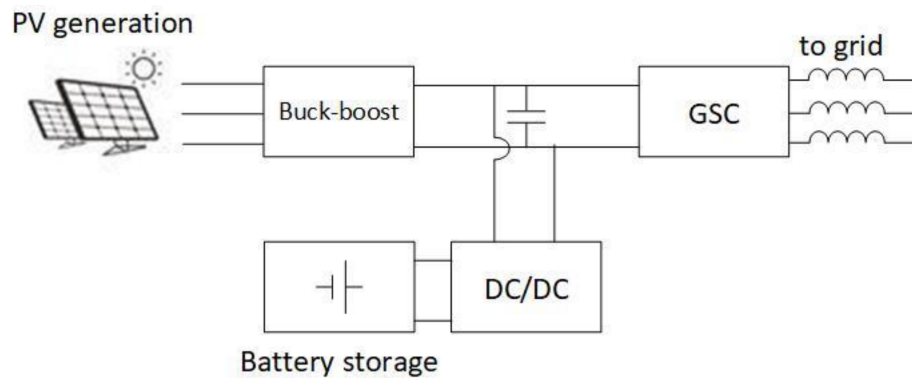 PV generation
to grid
Buck-boost
GSC
DC/DC
Battery storage